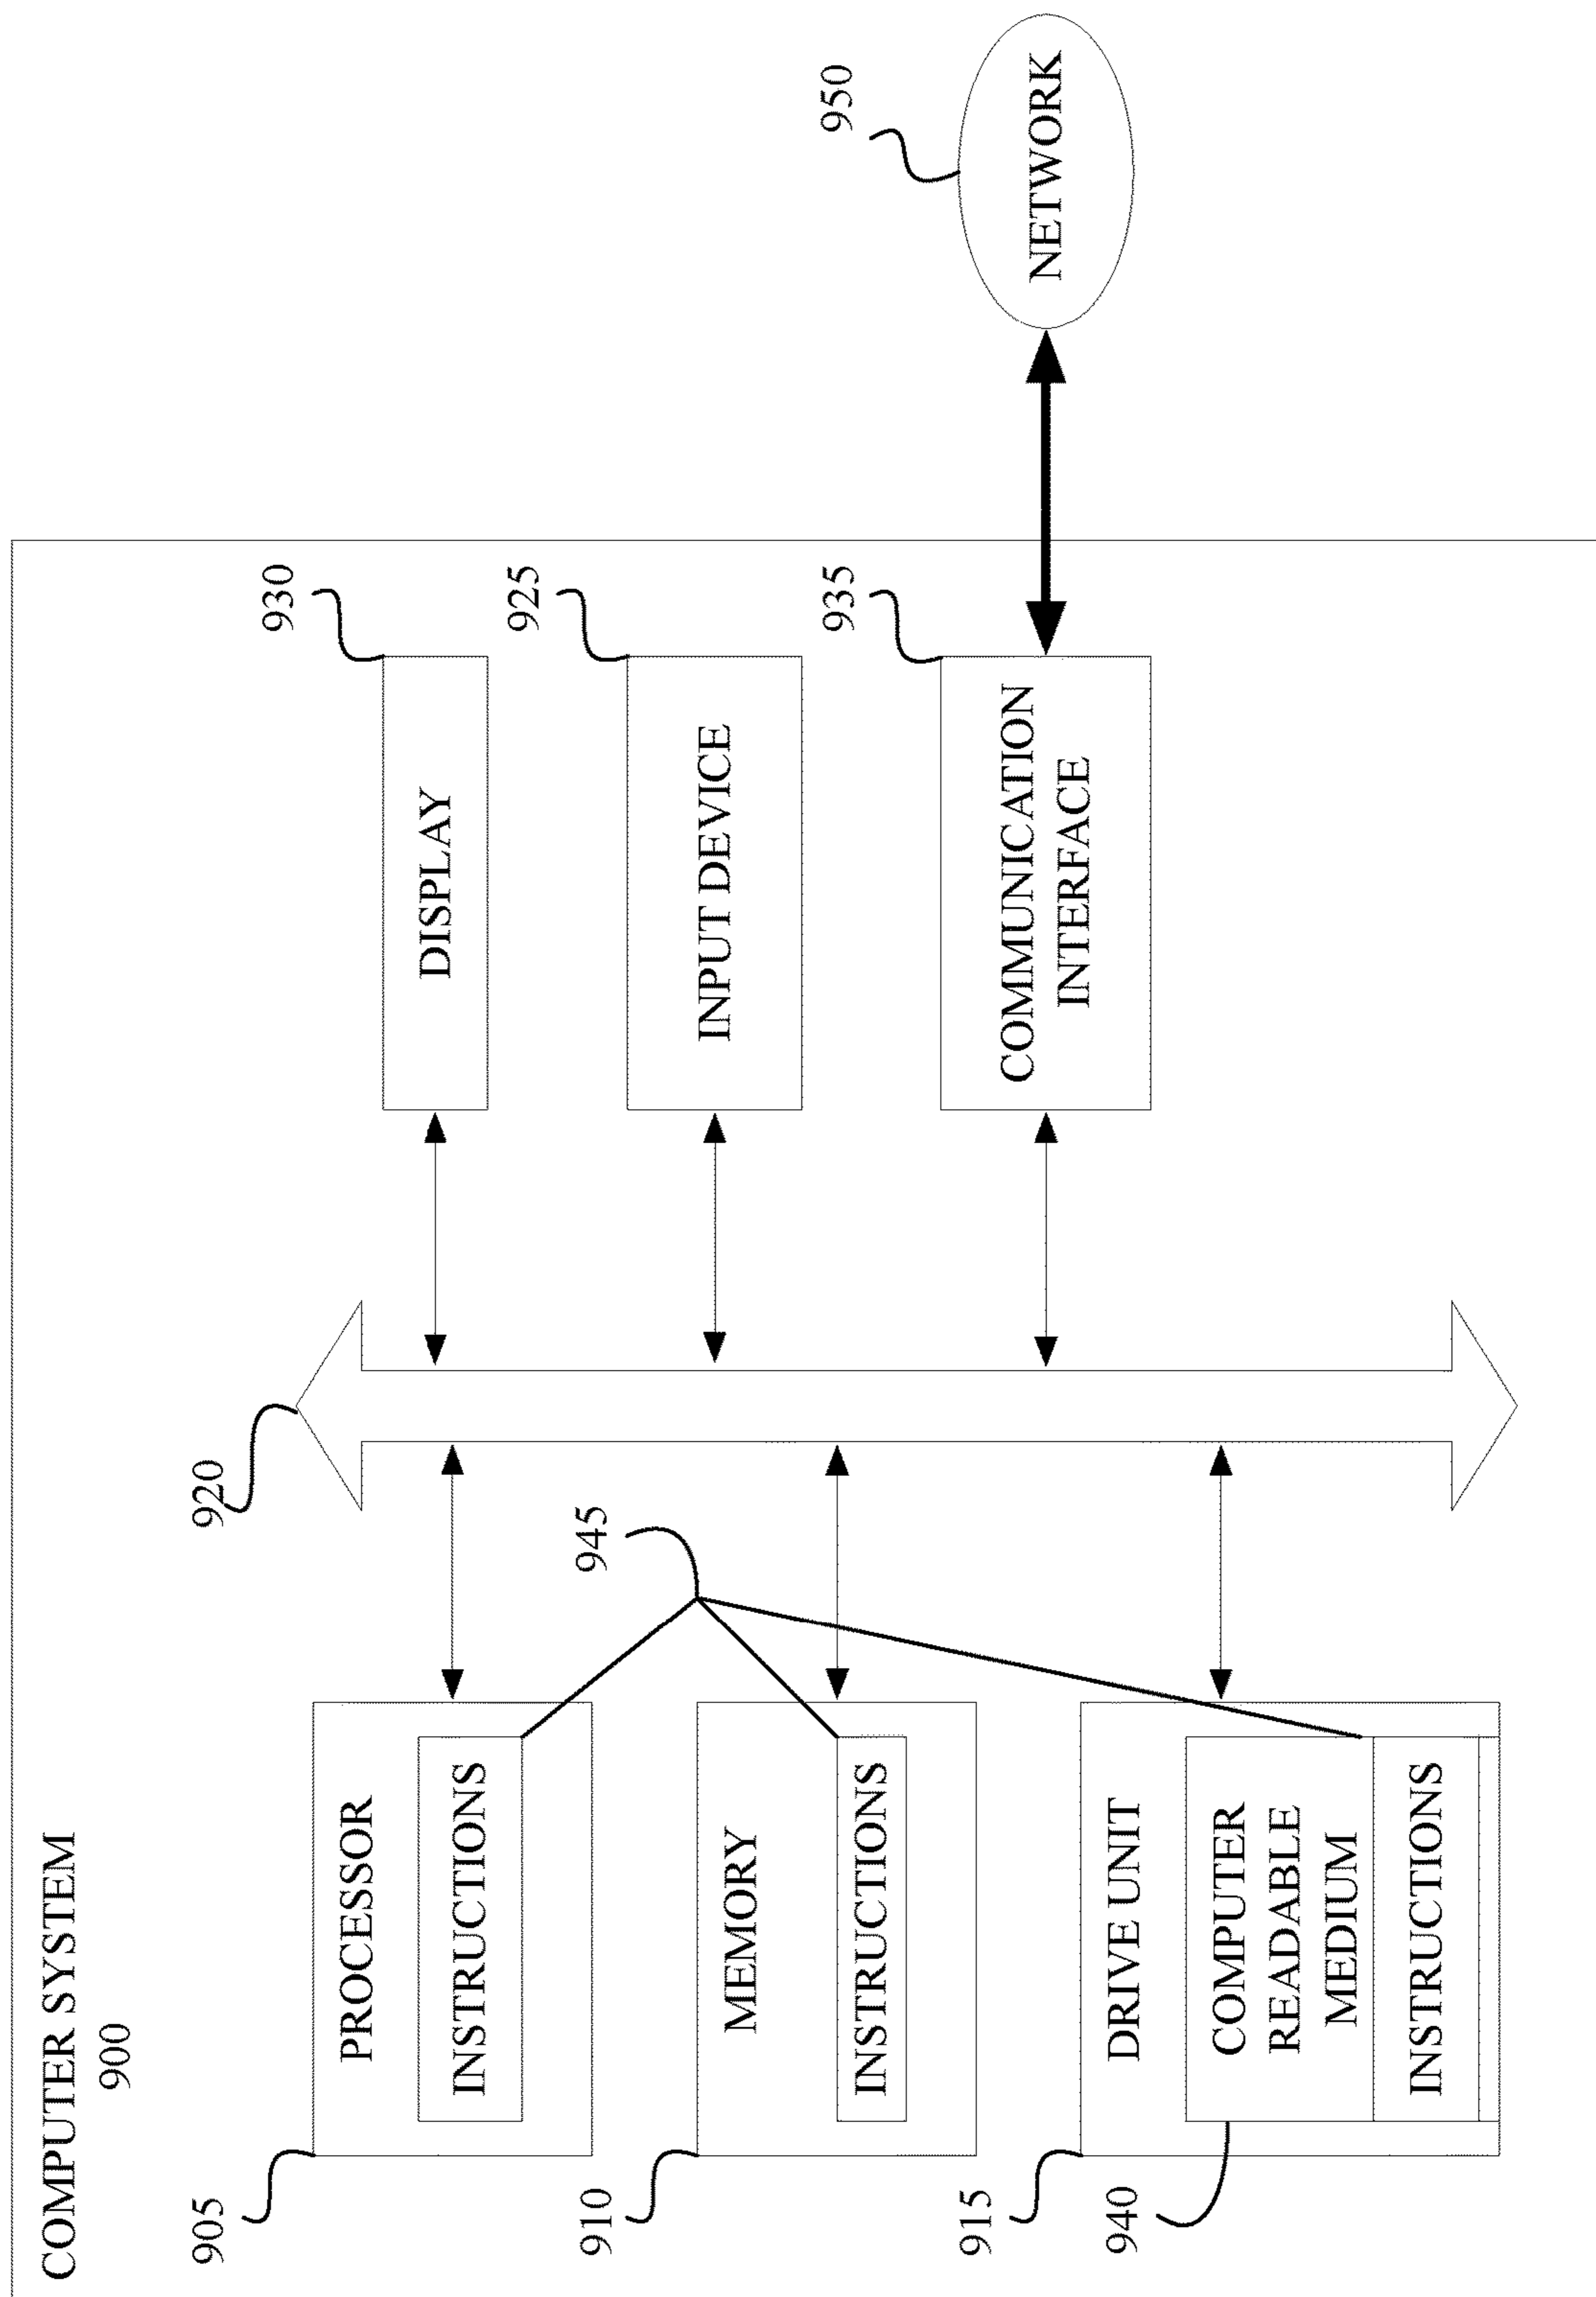 COMPUTER SYSTEM
900
905
PROCESSOR
INSTRUCTIONS
910
MEMORY
INSTRUCTIONS
915
DRIVE UNIT
940
COMPUTER
READABLE
MEDIUM
INSTRUCTIONS
945
920
930
DISPLAY
925
INPUT DEVICE
935
COMMUNICATION
INTERFACE
950
NETWORK